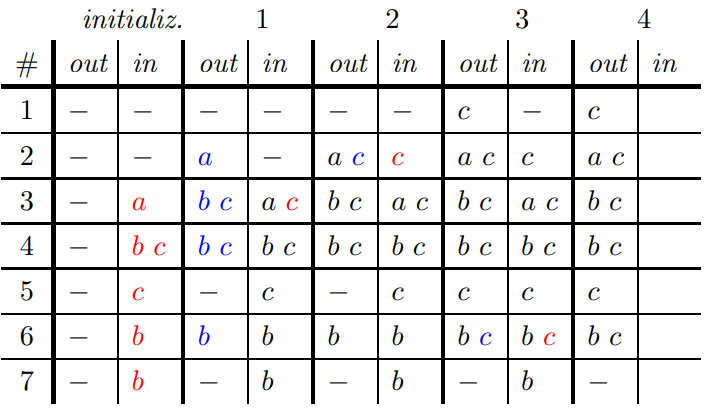 initializ. 1 2 3 4
# out in out in out in out in out in
1 – – – – – – c – c
2 – – a – a c c a c c a c
3 – a b c a c b c a c b c a c b c
4 – b c b c b c b c b c b c b c b c
5 – c – c – c c c c
6 – b b b b b b c b c b c
7 – b – b – b – b –